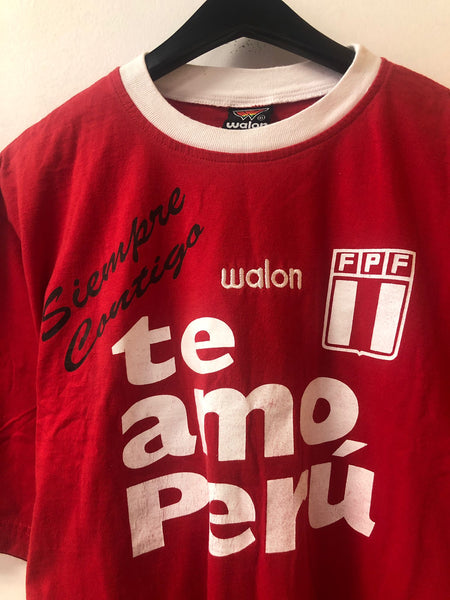 walon
Siempre
Contigo
walon
FPF
te
amo
Perú